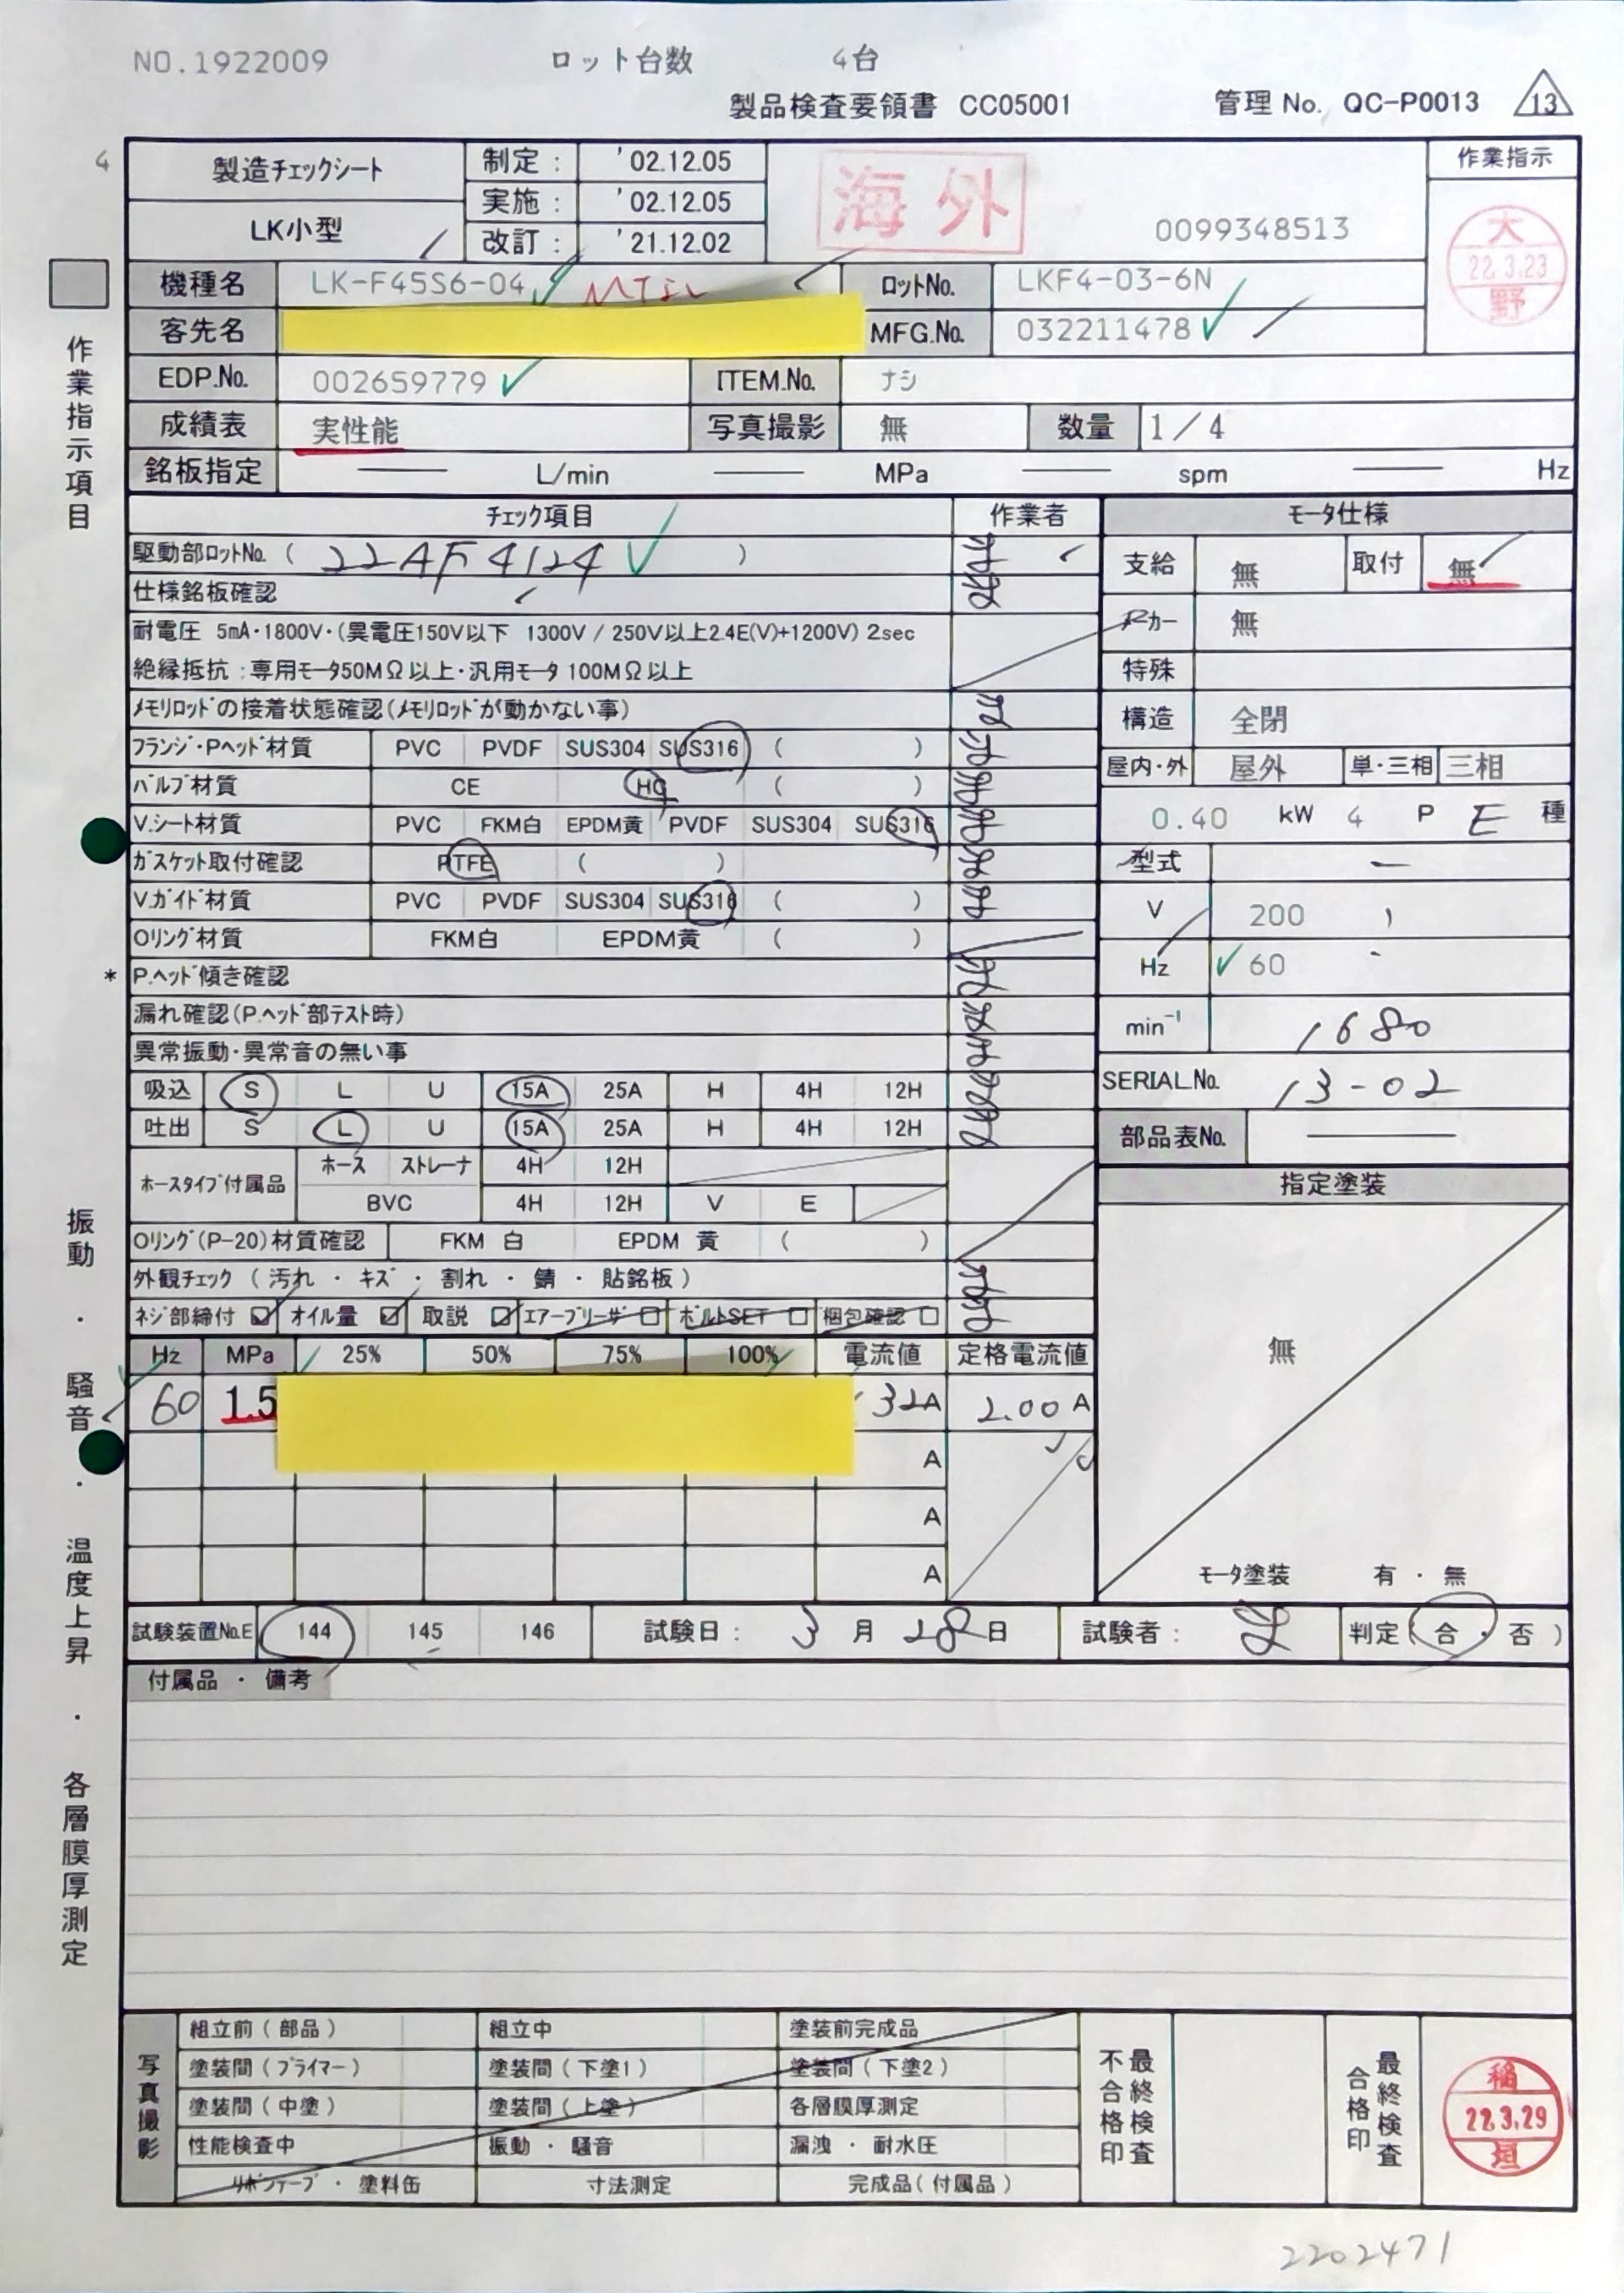 NO.1922009 ロット台数 4台
製品検査要領書 CC05001 管理 No. QC-P0013 13
4
製造チェックシート 制定: '02.12.05 作業指示
実施: '02.12.05 海外
LK小型 改訂: '21.12.02 0099348513
大 22.3.23 野
機種名 LK-F45S6-04 ロットNo. LKF4-03-6N
客先名 MFG.No. 032211478
EDP.No. 002659779 ITEM.No. ナシ
成績表 実性能 写真撮影 無 数量 1/4
銘板指定 L/min MPa spm Hz
作業指示項目
チェック項目 作業者 モータ仕様
駆動部ロットNo. ( 22AF4124 ) 支給 無 取付 無
仕様銘板確認
耐電圧 5mA・1800V・(異電圧150V以下 1300V / 250V以上2.4E(V)+1200V) 2sec 無
絶縁抵抗:専用モータ50MΩ以上・汎用モータ100MΩ以上 特殊
メモリロッドの接着状態確認(メモリロッドが動かない事) 構造 全閉
フランジ・Pヘッド材質 PVC PVDF SUS304 SUS316 ( ) 屋内・外 屋外 単・三相 三相
バルブ材質 CE HC ( )
V.シート材質 PVC FKM白 EPDM黄 PVDF SUS304 SUS316 0.40 kW 4 P E 種
ガスケット取付確認 PTFE ( ) 型式 ー
V.ガイド材質 PVC PVDF SUS304 SUS316 ( ) V 200
Oリング材質 FKM白 EPDM黄 ( ) Hz 60
* P.ヘッド傾き確認
漏れ確認(P.ヘッド部テスト時) min⁻¹ 1680
異常振動・異常音の無い事
吸込 S L U 15A 25A H 4H 12H SERIAL.No. 13-02
吐出 S L U 15A 25A H 4H 12H 部品表No.
ホースタイプ付属品 ホース ストレーナ 4H 12H 指定塗装
BVC 4H 12H V E
Oリング(P-20)材質確認 FKM 白 EPDM 黄 ( )
外観チェック ( 汚れ ・ キズ ・ 割れ ・ 錆 ・ 貼銘板 )
ネジ部締付 ☑ オイル量 ☑ 取説 ☑ エアーブリーザ □ ボルトSET □ 梱包確認 □
Hz MPa 25% 50% 75% 100% 電流値 定格電流値 無
60 1.5 32A 2.00 A
A
A
A
モータ塗装 有 ・ 無
試験装置No.E 144 145 146 試験日: 3 月 28 日 試験者: 判定( 合 ・ 否 )
付属品 ・ 備考
振動 ・ 騒音 ・ 温度上昇 ・ 各層膜厚測定
写真撮影 組立前(部品) 組立中 塗装前完成品 最終検査不合格印 最終検査合格印
塗装間(プライマー) 塗装間(下塗1) 塗装間(下塗2)
塗装間(中塗) 塗装間(上塗) 各層膜厚測定
性能検査中 振動 ・ 騒音 漏洩 ・ 耐水圧
リボンテープ ・ 塗料缶 寸法測定 完成品(付属品)
稲 22.3.29 垣
2202471